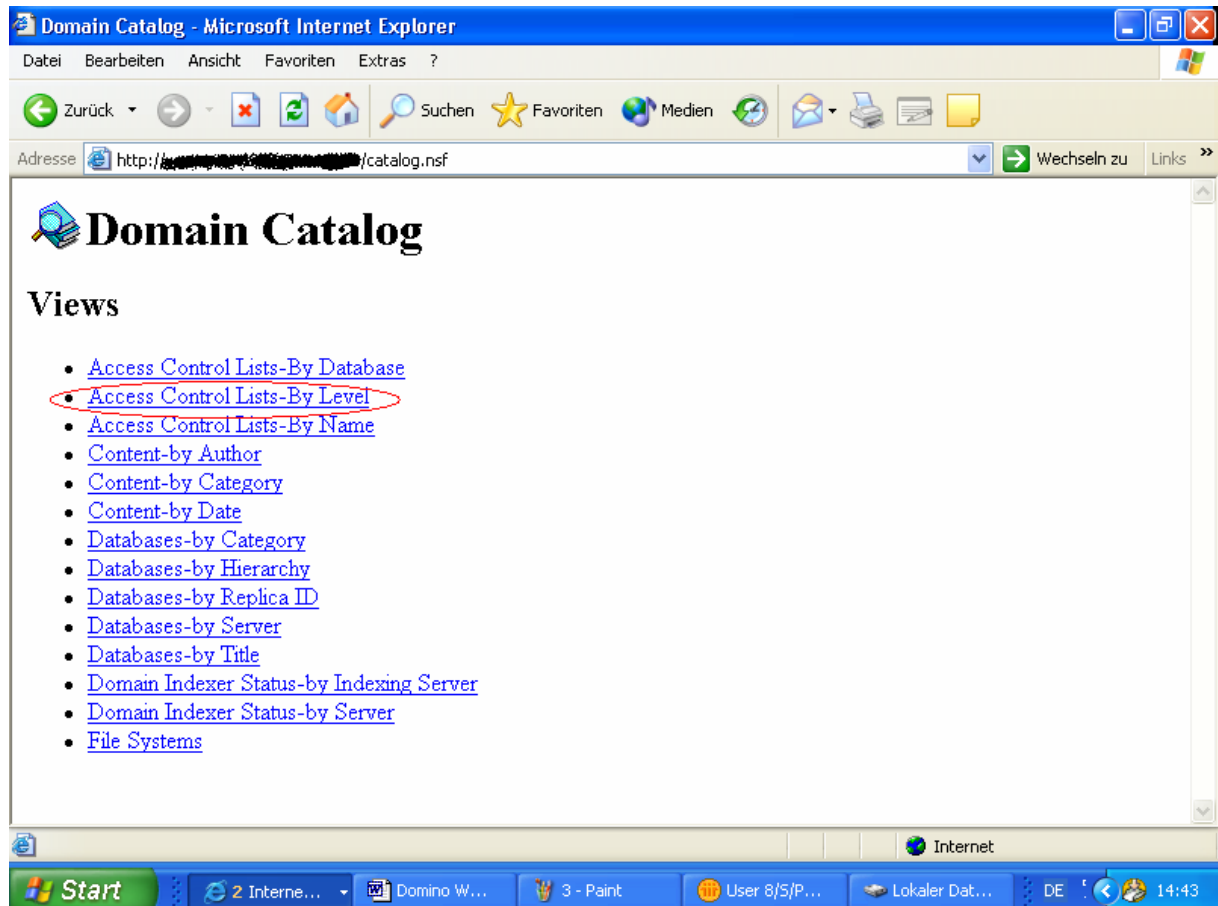 Domain Catalog - Microsoft Internet Explorer
Datei Bearbeiten Ansicht Favoriten Extras ?
Zurück Suchen Favoriten Medien
Adresse http:// /catalog.nsf Wechseln zu Links »
Domain Catalog
Views
Access Control Lists-By Database
Access Control Lists-By Level
Access Control Lists-By Name
Content-by Author
Content-by Category
Content-by Date
Databases-by Category
Databases-by Hierarchy
Databases-by Replica ID
Databases-by Server
Databases-by Title
Domain Indexer Status-by Indexing Server
Domain Indexer Status-by Server
File Systems
Internet
Start 2 Interne... Domino W... 3 - Paint User 8/5/P... Lokaler Dat... DE 14:43